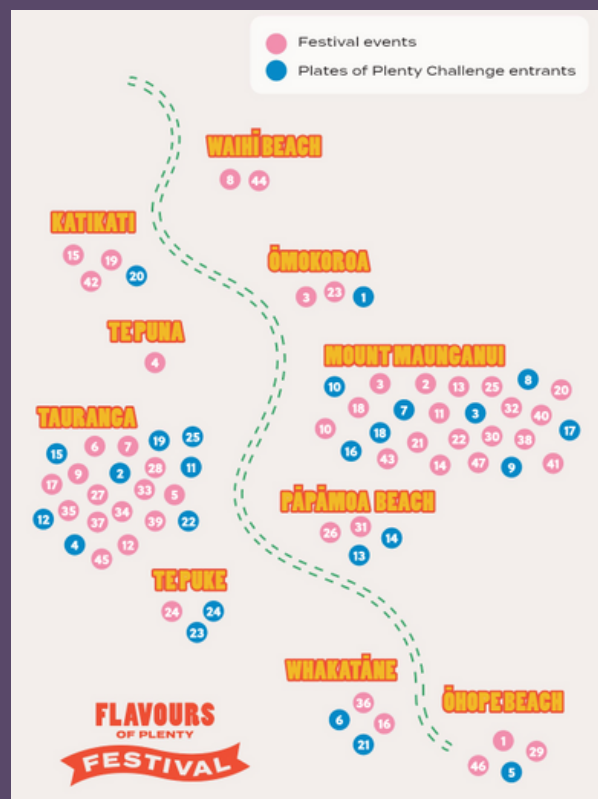 Festival events
Plates of Plenty Challenge entrants
WAIHĪ BEACH
8 44
KATIKATI
15 19
42 20
ŌMOKOROA
3 23 1
TE PUNA
4
MOUNT MAUNGANUI
10 3 2 13 25 8 20
18 7 11 3 32 40
10 18 21 22 30 38 17
16 43 14 47 9 41
TAURANGA
15 6 7 19 25
9 2 28 11
17 27 33 5
12 35 37 34 39 22
4 45 12
PĀPĀMOA BEACH
26 31 14
13
TE PUKE
24 24
23
WHAKATĀNE
36
6 16
21
ŌHOPE BEACH
1
46 5 29
FLAVOURS
OF PLENTY
FESTIVAL